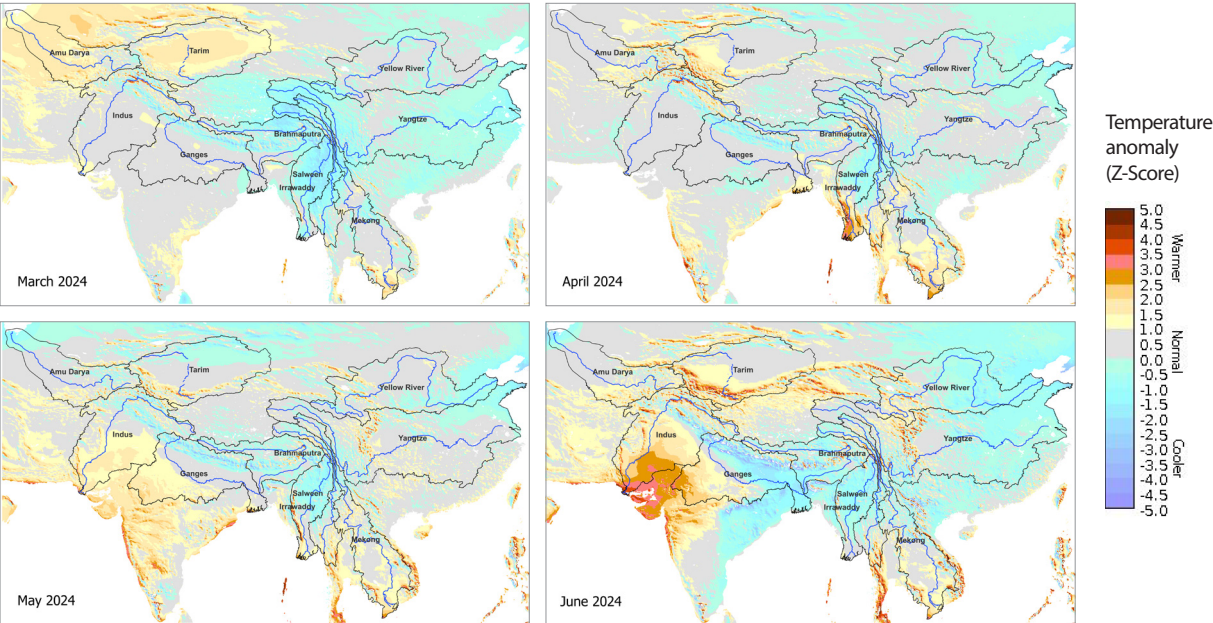 Amu Darya
Tarim
Yellow River
Indus
Yangtze
Brahmaputra
Ganges
Salween
Irrawaddy
Mekong
March 2024
Amu Darya
Tarim
Yellow River
Indus
Yangtze
Brahmaputra
Ganges
Salween
Irrawaddy
Mekong
April 2024
Temperature
anomaly
(Z-Score)
5.0
4.5
4.0
3.5
3.0
2.5
2.0
1.5
1.0
0.5
0.0
-0.5
-1.0
-1.5
-2.0
-2.5
-3.0
-3.5
-4.0
-4.5
-5.0
Warmer
Normal
Cooler
Amu Darya
Tarim
Yellow River
Indus
Yangtze
Brahmaputra
Ganges
Salween
Irrawaddy
Mekong
May 2024
Amu Darya
Tarim
Yellow River
Indus
Yangtze
Brahmaputra
Ganges
Salween
Irrawaddy
Mekong
June 2024